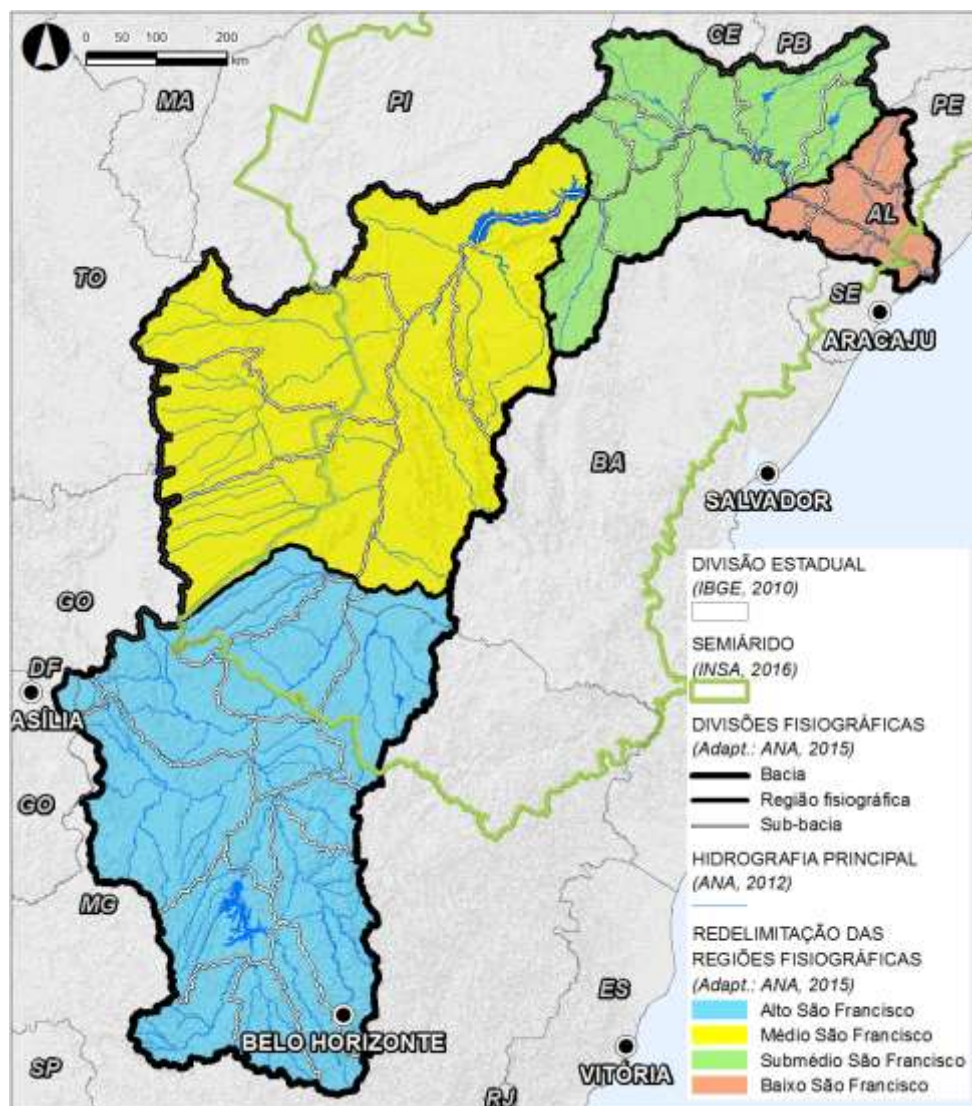 0 50 100 200
km
CE
PB
MA
PI
PE
AL
TO
SE
ARACAJU
BA
SALVADOR
GO
DF
ASÍLIA
GO
MG
BELO HORIZONTE
ES
VITÓRIA
SP
RJ
DIVISÃO ESTADUAL
(IBGE, 2010)
SEMIÁRIDO
(INSA, 2016)
DIVISÕES FISIOGRÁFICAS
(Adapt.: ANA, 2015)
Bacia
Região fisiográfica
Sub-bacia
HIDROGRAFIA PRINCIPAL
(ANA, 2012)
REDELIMITAÇÃO DAS
REGIÕES FISIOGRÁFICAS
(Adapt.: ANA, 2015)
Alto São Francisco
Médio São Francisco
Submédio São Francisco
Baixo São Francisco